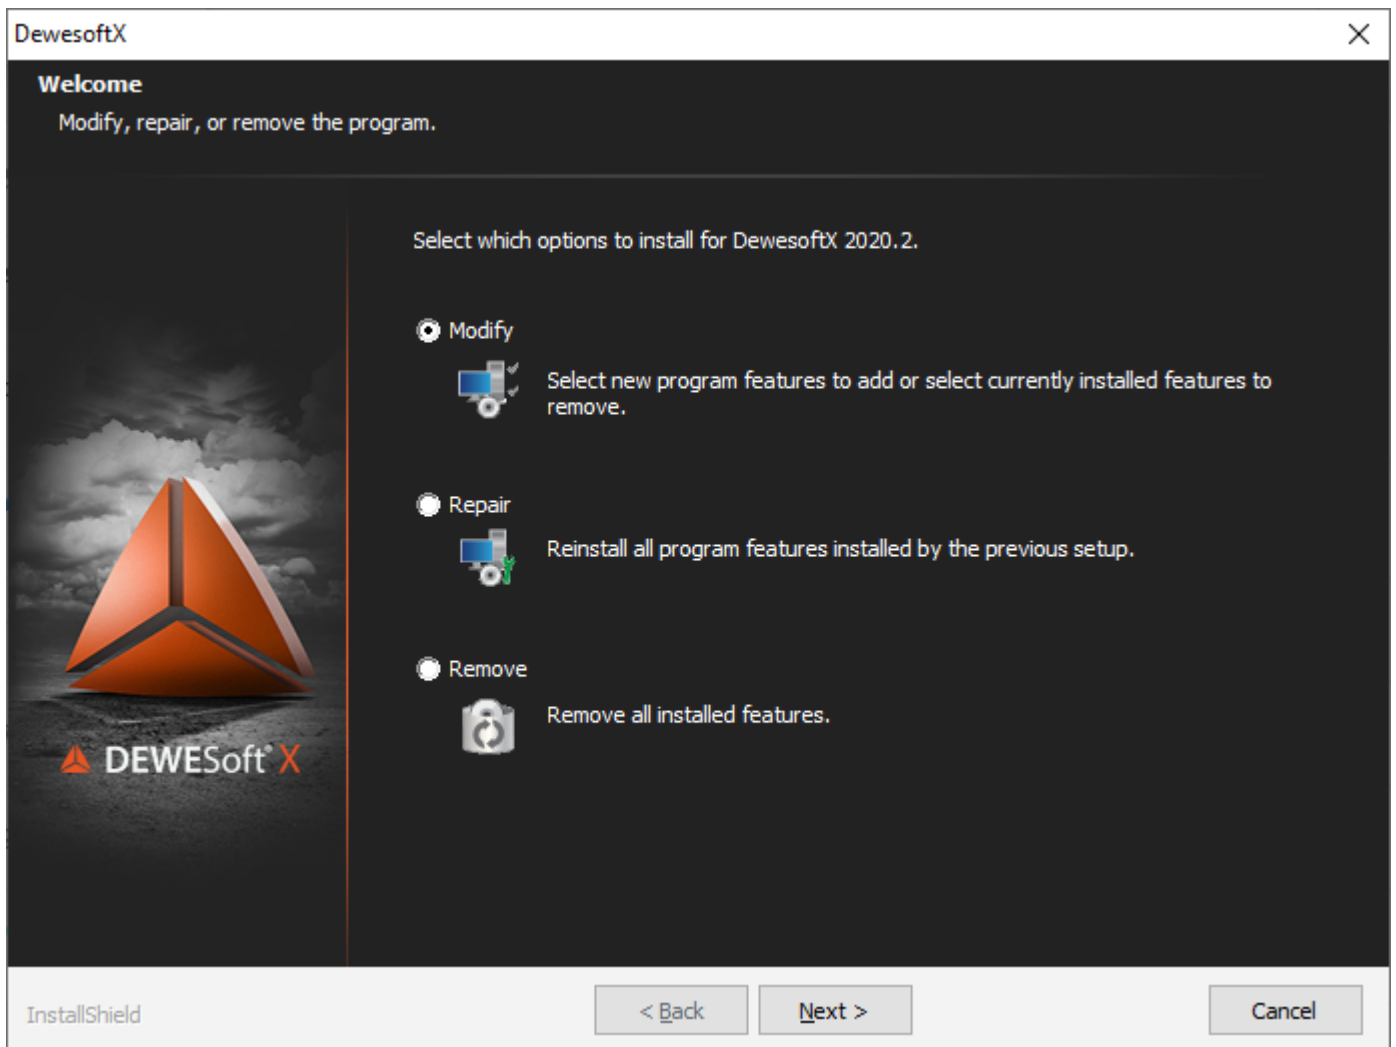 DewesoftX
Welcome
Modify, repair, or remove the program.
Select which options to install for DewesoftX 2020.2.
Modify
Select new program features to add or select currently installed features to
remove.
Repair
Reinstall all program features installed by the previous setup.
Remove
Remove all installed features.
DEWESoft® X
InstallShield
< Back
Next >
Cancel